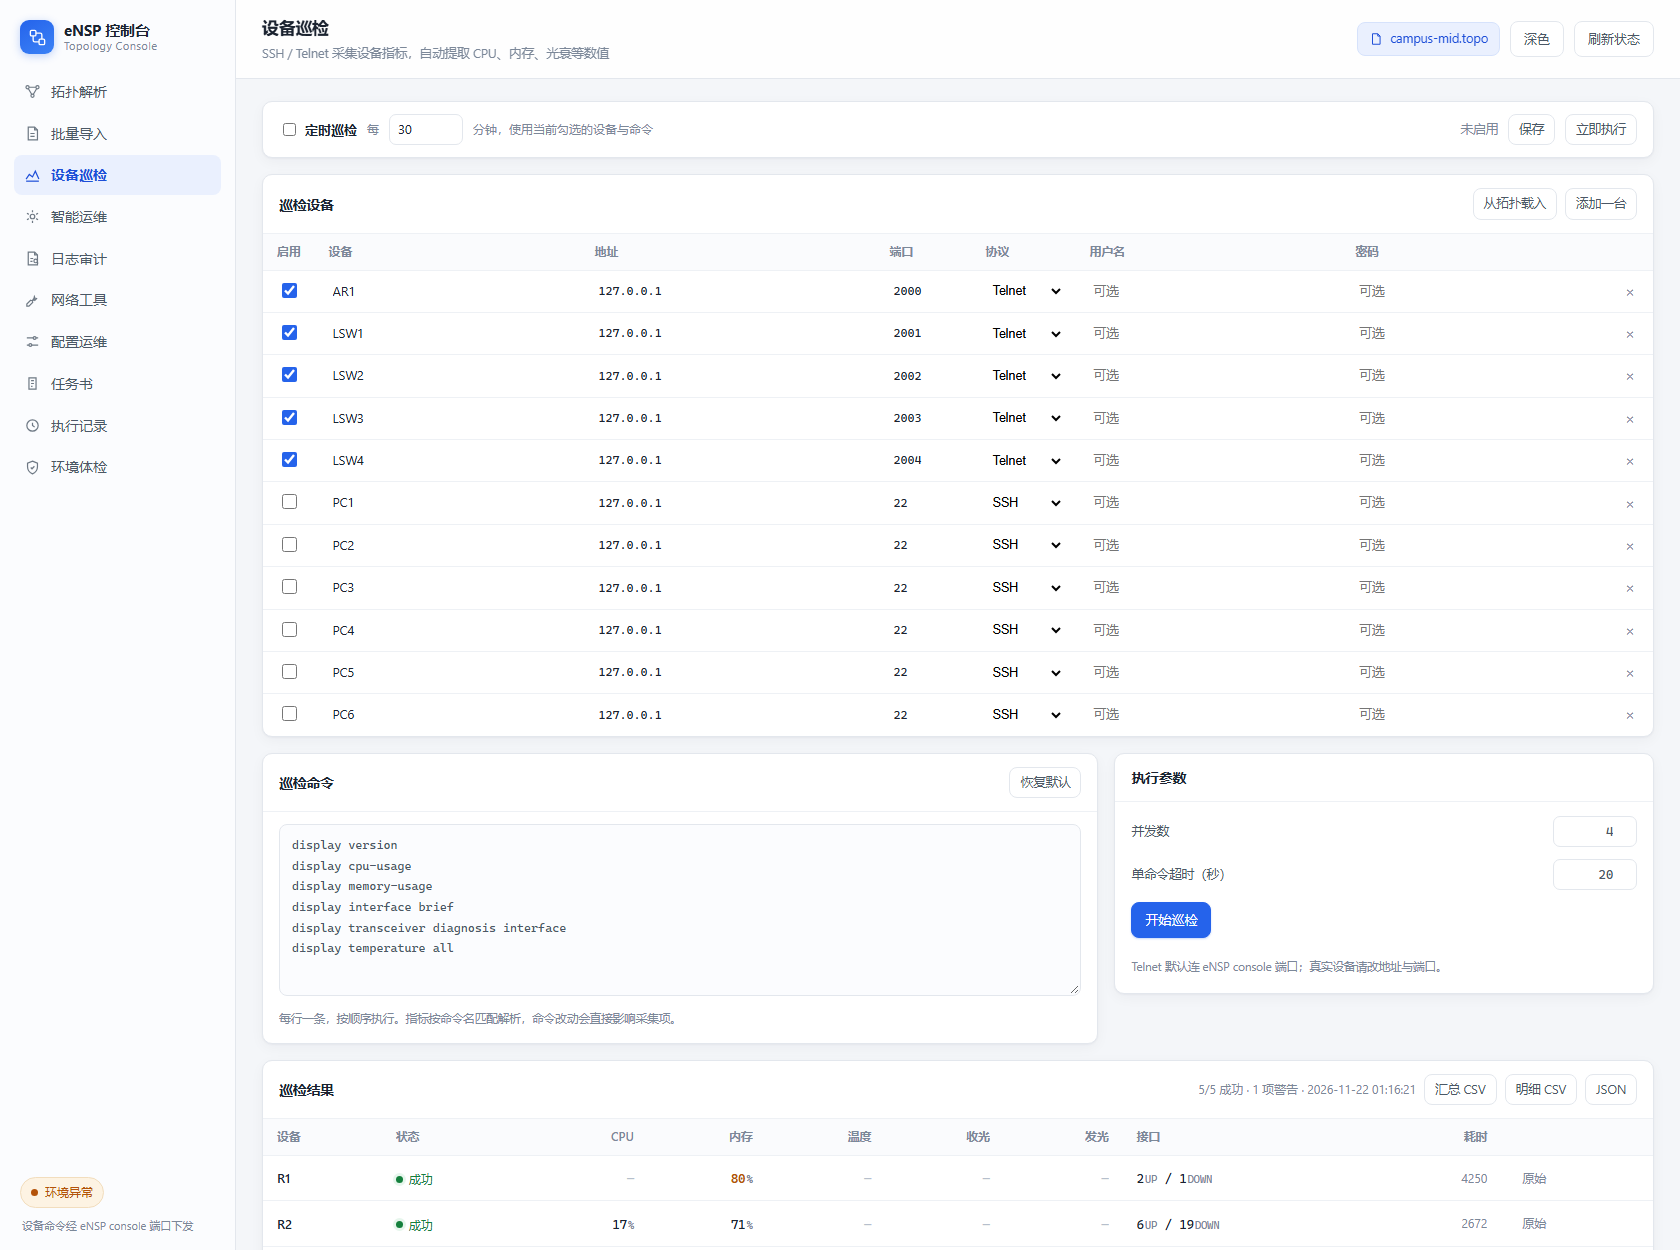 eNSP 控制台
Topology Console
拓扑解析
批量导入
设备巡检
智能运维
日志审计
网络工具
配置运维
任务书
执行记录
环境体检
环境异常
设备命令经 eNSP console 端口下发
设备巡检
SSH / Telnet 采集设备指标，自动提取 CPU、内存、光衰等数值
campus-mid.topo 深色 刷新状态
定时巡检 每 30 分钟，使用当前勾选的设备与命令 未启用 保存 立即执行
巡检设备 从拓扑载入 添加一台
启用 设备 地址 端口 协议 用户名 密码
AR1 127.0.0.1 2000 Telnet 可选 可选 ×
LSW1 127.0.0.1 2001 Telnet 可选 可选 ×
LSW2 127.0.0.1 2002 Telnet 可选 可选 ×
LSW3 127.0.0.1 2003 Telnet 可选 可选 ×
LSW4 127.0.0.1 2004 Telnet 可选 可选 ×
PC1 127.0.0.1 22 SSH 可选 可选 ×
PC2 127.0.0.1 22 SSH 可选 可选 ×
PC3 127.0.0.1 22 SSH 可选 可选 ×
PC4 127.0.0.1 22 SSH 可选 可选 ×
PC5 127.0.0.1 22 SSH 可选 可选 ×
PC6 127.0.0.1 22 SSH 可选 可选 ×
巡检命令 恢复默认
display version
display cpu-usage
display memory-usage
display interface brief
display transceiver diagnosis interface
display temperature all
每行一条，按顺序执行。指标按命令名匹配解析，命令改动会直接影响采集项。
执行参数
并发数 4
单命令超时（秒） 20
开始巡检
Telnet 默认连 eNSP console 端口；真实设备请改地址与端口。
巡检结果 5/5 成功 · 1 项警告 · 2026-11-22 01:16:21 汇总 CSV 明细 CSV JSON
设备 状态 CPU 内存 温度 收光 发光 接口 耗时
R1 成功 — 80% — — — 2UP / 1DOWN 4250 原始
R2 成功 17% 71% — — — 6UP / 19DOWN 2672 原始